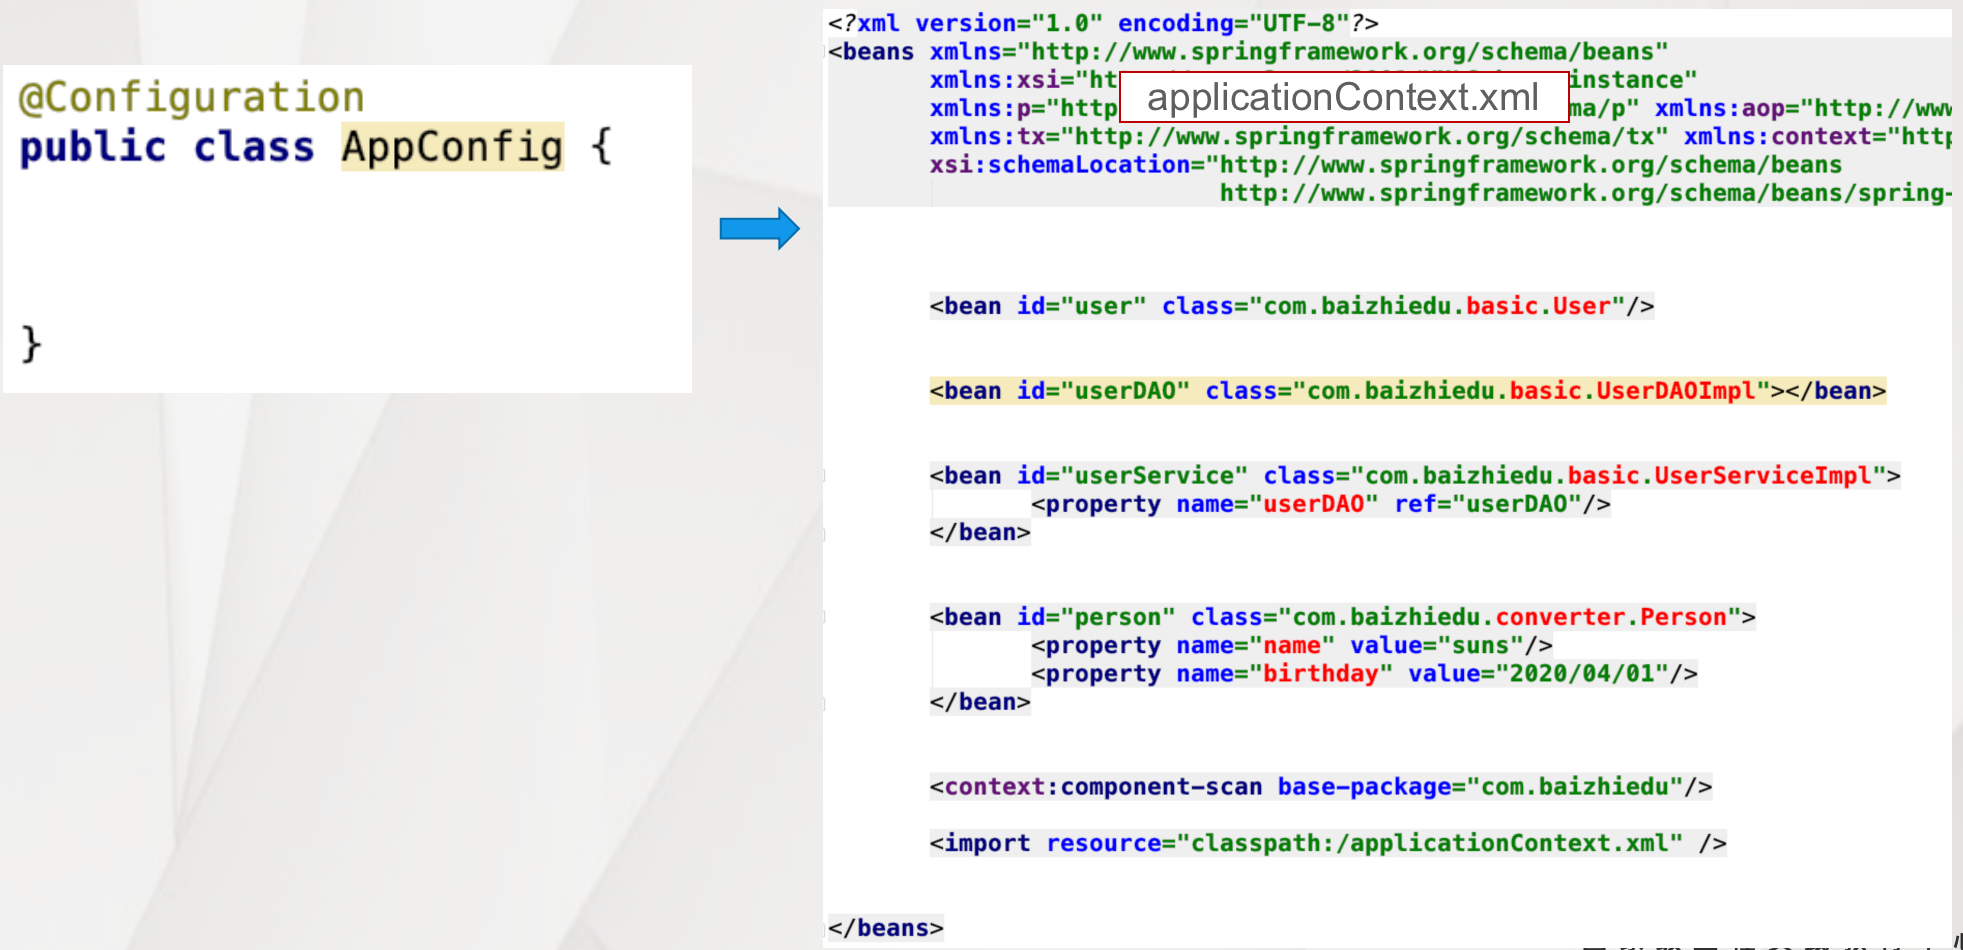 @Configuration
public class AppConfig {
}
<?xml version="1.0" encoding="UTF-8"?>
<beans xmlns="http://www.springframework.org/schema/beans"
xmlns:xsi="ht instance"
applicationContext.xml
xmlns:p="http ma/p" xmlns:aop="http://www
xmlns:tx="http://www.springframework.org/schema/tx" xmlns:context="http
xsi:schemaLocation="http://www.springframework.org/schema/beans
http://www.springframework.org/schema/beans/spring-
<bean id="user" class="com.baizhiedu.basic.User"/>
<bean id="userDAO" class="com.baizhiedu.basic.UserDAOImpl"></bean>
<bean id="userService" class="com.baizhiedu.basic.UserServiceImpl">
<property name="userDAO" ref="userDAO"/>
</bean>
<bean id="person" class="com.baizhiedu.converter.Person">
<property name="name" value="suns"/>
<property name="birthday" value="2020/04/01"/>
</bean>
<context:component-scan base-package="com.baizhiedu"/>
<import resource="classpath:/applicationContext.xml" />
</beans>